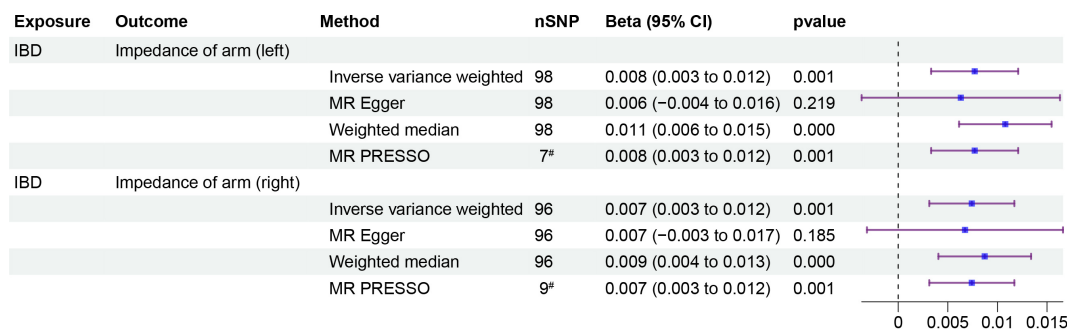 Exposure Outcome Method nSNP Beta (95% CI) pvalue
IBD Impedance of arm (left)
Inverse variance weighted 98 0.008 (0.003 to 0.012) 0.001
MR Egger 98 0.006 (−0.004 to 0.016) 0.219
Weighted median 98 0.011 (0.006 to 0.015) 0.000
MR PRESSO 7# 0.008 (0.003 to 0.012) 0.001
IBD Impedance of arm (right)
Inverse variance weighted 96 0.007 (0.003 to 0.012) 0.001
MR Egger 96 0.007 (−0.003 to 0.017) 0.185
Weighted median 96 0.009 (0.004 to 0.013) 0.000
MR PRESSO 9# 0.007 (0.003 to 0.012) 0.001
0 0.005 0.01 0.015